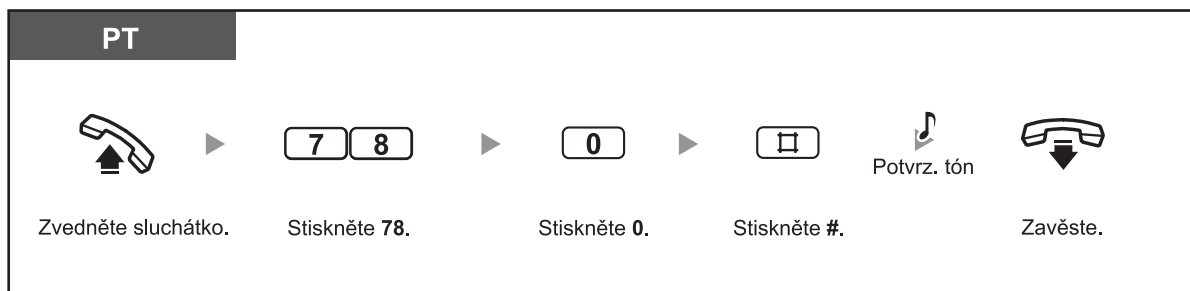 PT
7 8 0 #
Potvrz. tón
Zvedněte sluchátko. Stiskněte 78. Stiskněte 0. Stiskněte #. Zavěste.